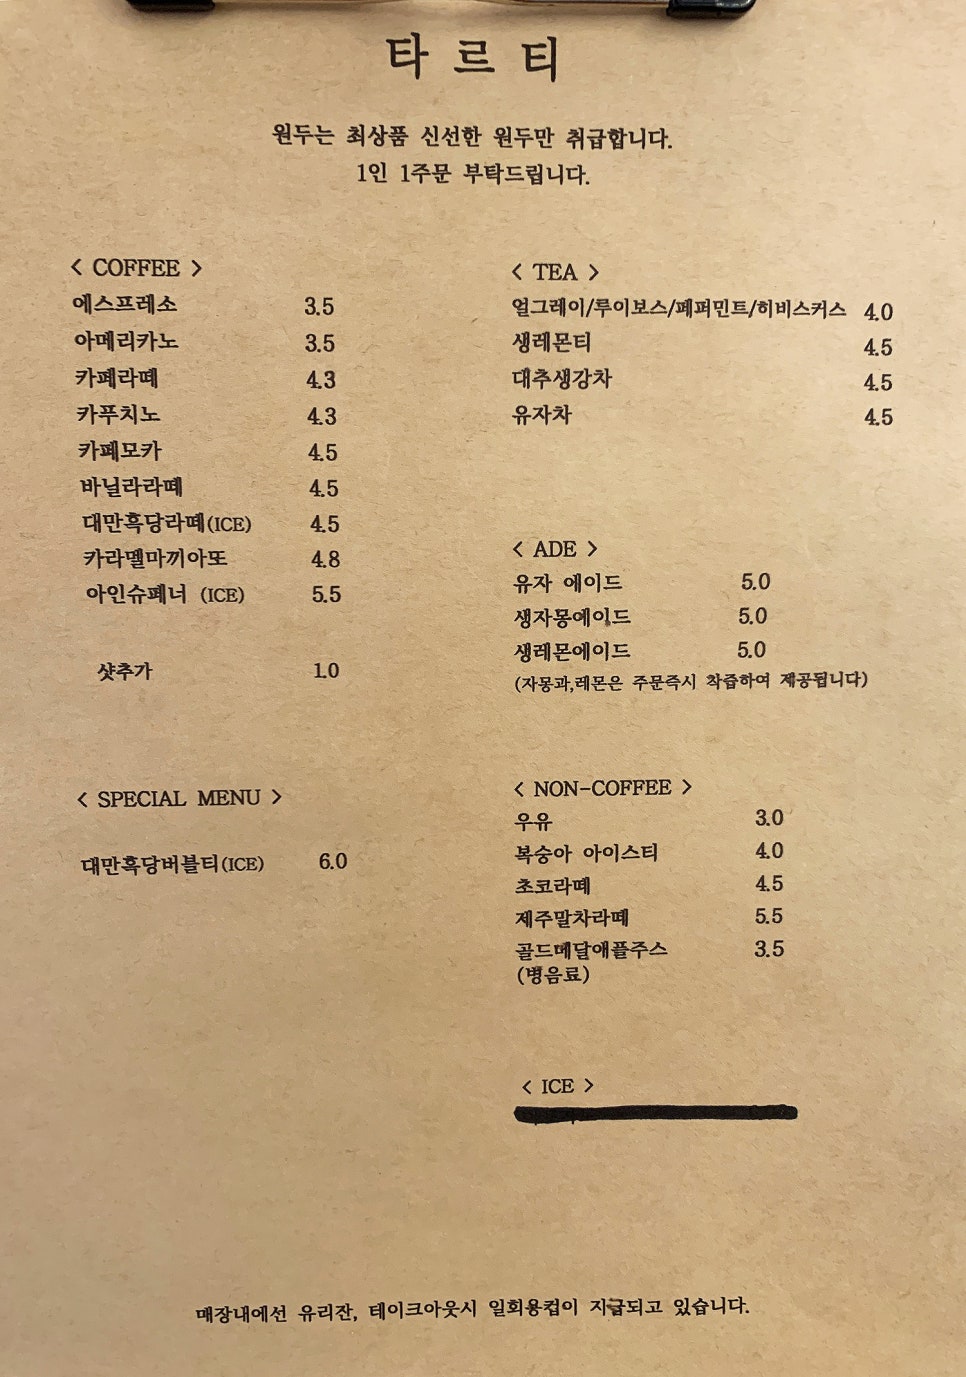 타르티
원두는 최상품 신선한 원두만 취급합니다.
1인 1주문 부탁드립니다.
< COFFEE >
에스프레소 3.5
아메리카노 3.5
카페라떼 4.3
카푸치노 4.3
카페모카 4.5
바닐라라떼 4.5
대만흑당라떼(ICE) 4.5
카라멜마끼아또 4.8
아인슈페너 (ICE) 5.5
샷추가 1.0
< SPECIAL MENU >
대만흑당버블티(ICE) 6.0
< TEA >
얼그레이/루이보스/페퍼민트/히비스커스 4.0
생레몬티 4.5
대추생강차 4.5
유자차 4.5
< ADE >
유자 에이드 5.0
생자몽에이드 5.0
생레몬에이드 5.0
(자몽과,레몬은 주문즉시 착즙하여 제공됩니다)
< NON-COFFEE >
우유 3.0
복숭아 아이스티 4.0
초코라떼 4.5
제주말차라떼 5.5
골드메달애플주스 3.5
(병음료)
< ICE >
매장내에선 유리잔, 테이크아웃시 일회용컵이 지급되고 있습니다.